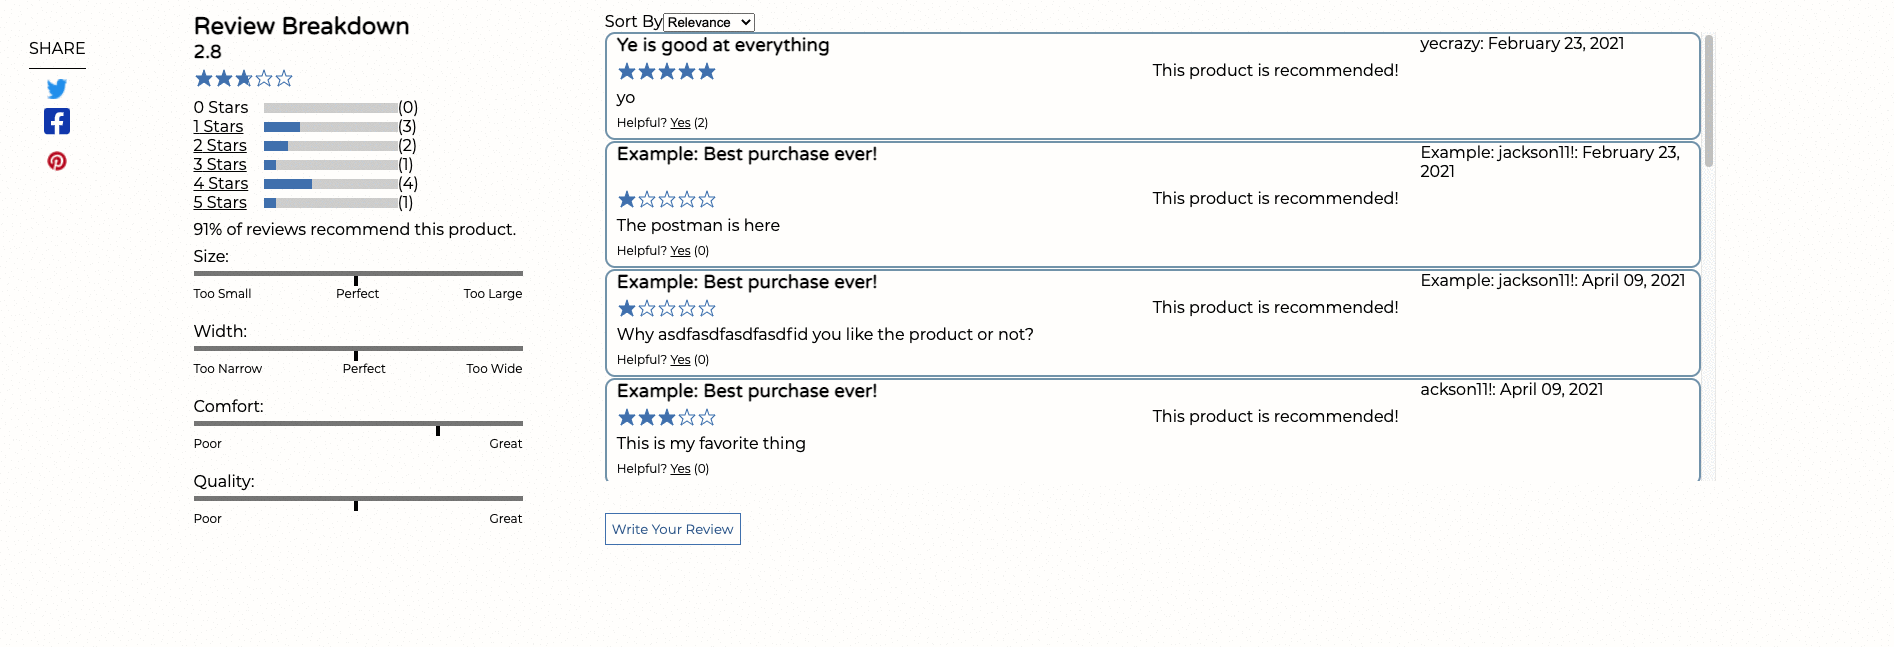 SHARE
Review Breakdown
2.8
0 Stars (0)
1 Stars (3)
2 Stars (2)
3 Stars (1)
4 Stars (4)
5 Stars (1)
91% of reviews recommend this product.
Size:
Too Small Perfect Too Large
Width:
Too Narrow Perfect Too Wide
Comfort:
Poor Great
Quality:
Poor Great
Sort By Relevance
Ye is good at everything yecrazy: February 23, 2021
This product is recommended!
yo
Helpful? Yes (2)
Example: Best purchase ever! Example: jackson11!: February 23,
2021
This product is recommended!
The postman is here
Helpful? Yes (0)
Example: Best purchase ever! Example: jackson11!: April 09, 2021
This product is recommended!
Why asdfasdfasdfasdfid you like the product or not?
Helpful? Yes (0)
Example: Best purchase ever! ackson11!: April 09, 2021
This product is recommended!
This is my favorite thing
Helpful? Yes (0)
Write Your Review